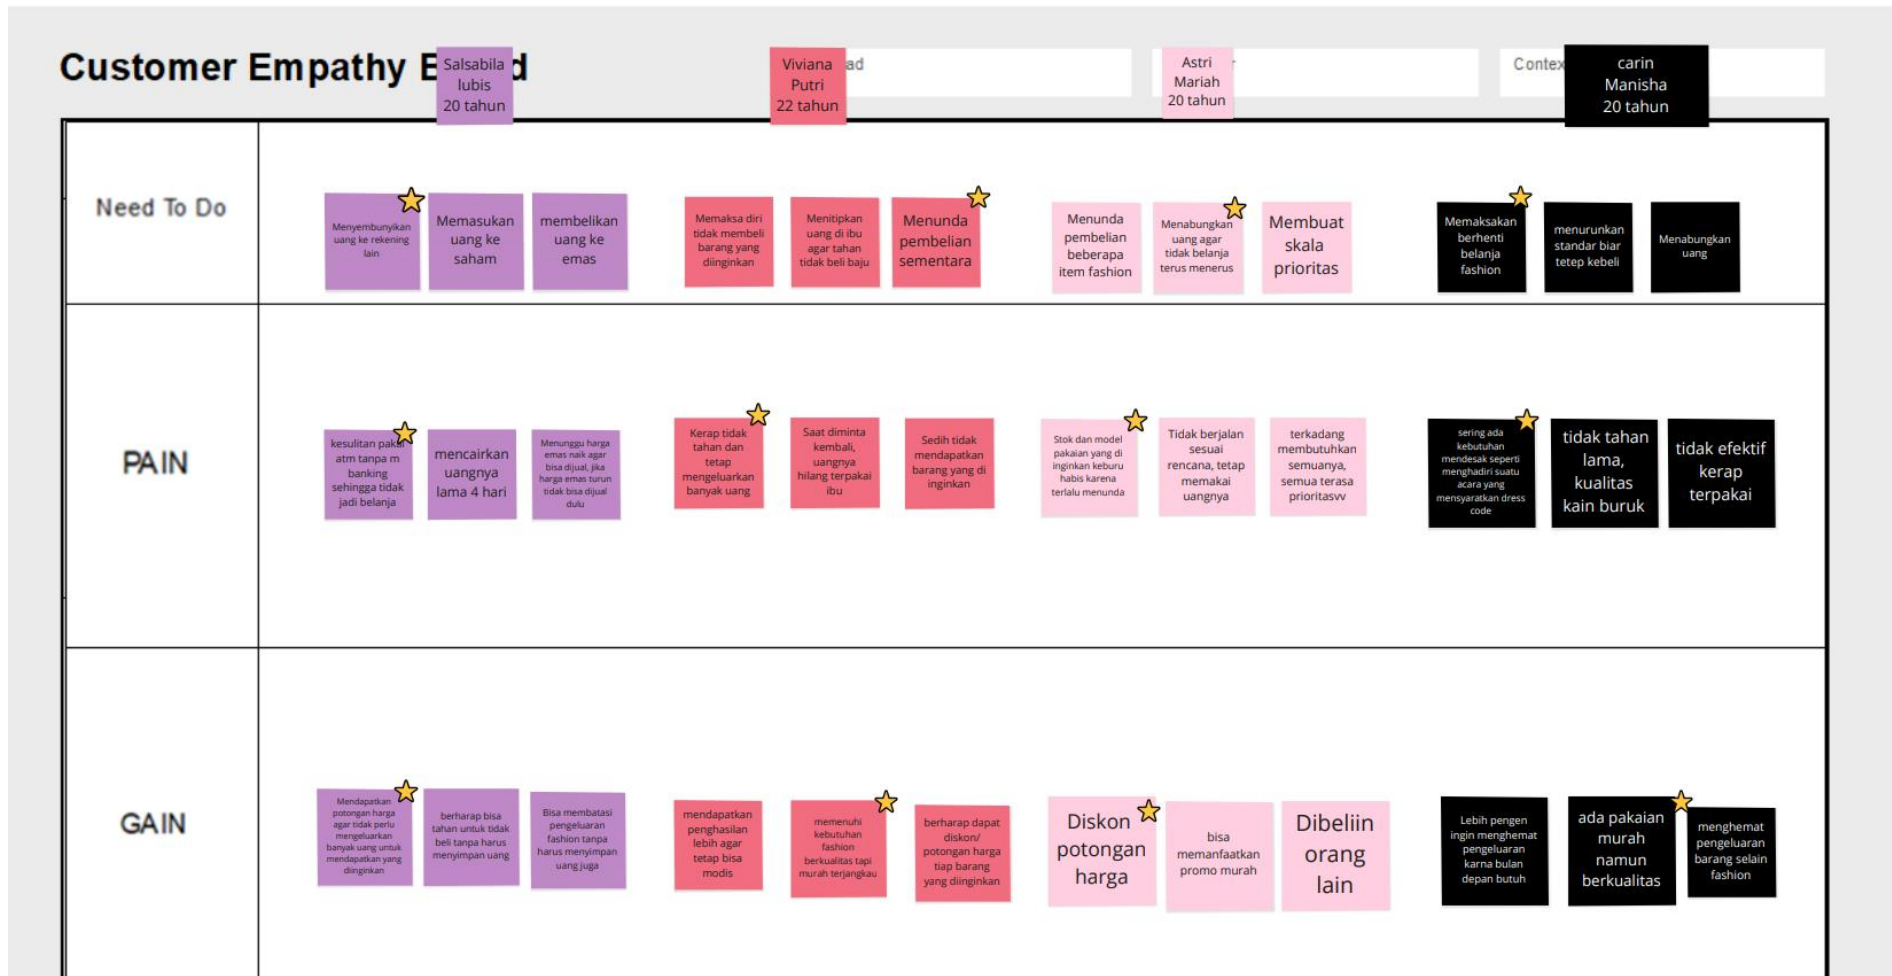 Customer Empathy B d
Salsabila
lubis
20 tahun
Viviana
Putri
22 tahun
ad
Astri
Mariah
20 tahun
Contex
carin
Manisha
20 tahun
Need To Do
Menyembunyikan
uang ke rekening
lain
Memasukan
uang ke
saham
membelikan
uang ke
emas
Memaksa diri
tidak membeli
barang yang
diinginkan
Menitipkan
uang di ibu
agar tahan
tidak beli baju
Menunda
pembelian
sementara
Menunda
pembelian
beberapa
item fashion
Menabungkan
uang agar
tidak belanja
terus menerus
Membuat
skala
prioritas
Memaksakan
berhenti
belanja
fashion
menurunkan
standar biar
tetep kebeli
Menabungkan
uang
PAIN
kesulitan pakai
atm tanpa m
banking
sehingga tidak
jadi belanja
mencairkan
uangnya
lama 4 hari
Menunggu harga
emas naik agar
bisa dijual, jika
harga emas turun
tidak bisa dijual
dulu
Kerap tidak
tahan dan
tetap
mengeluarkan
banyak uang
Saat diminta
kembali,
uangnya
hilang terpakai
ibu
Sedih tidak
mendapatkan
barang yang di
inginkan
Stok dan model
pakaian yang di
inginkan keburu
habis karena
terlalu menunda
Tidak berjalan
sesuai
rencana, tetap
memakai
uangnya
terkadang
membutuhkan
semuanya,
semua terasa
prioritasvv
sering ada
kebutuhan
mendesak seperti
menghadiri suatu
acara yang
mensyaratkan dress
code
tidak tahan
lama,
kualitas
kain buruk
tidak efektif
kerap
terpakai
GAIN
Mendapatkan
potongan harga
agar tidak perlu
mengeluarkan
banyak uang untuk
mendapatkan yang
diinginkan
berharap bisa
tahan untuk tidak
beli tanpa harus
menyimpan uang
Bisa membatasi
pengeluaran
fashion tanpa
harus menyimpan
uang juga
mendapatkan
penghasilan
lebih agar
tetap bisa
modis
memenuhi
kebutuhan
fashion
berkualitas tapi
murah terjangkau
berharap dapat
diskon/
potongan harga
tiap barang
yang diinginkan
Diskon
potongan
harga
bisa
memanfaatkan
promo murah
Dibeliin
orang
lain
Lebih pengen
ingin menghemat
pengeluaran
karna bulan
depan butuh
ada pakaian
murah
namun
berkualitas
menghemat
pengeluaran
barang selain
fashion